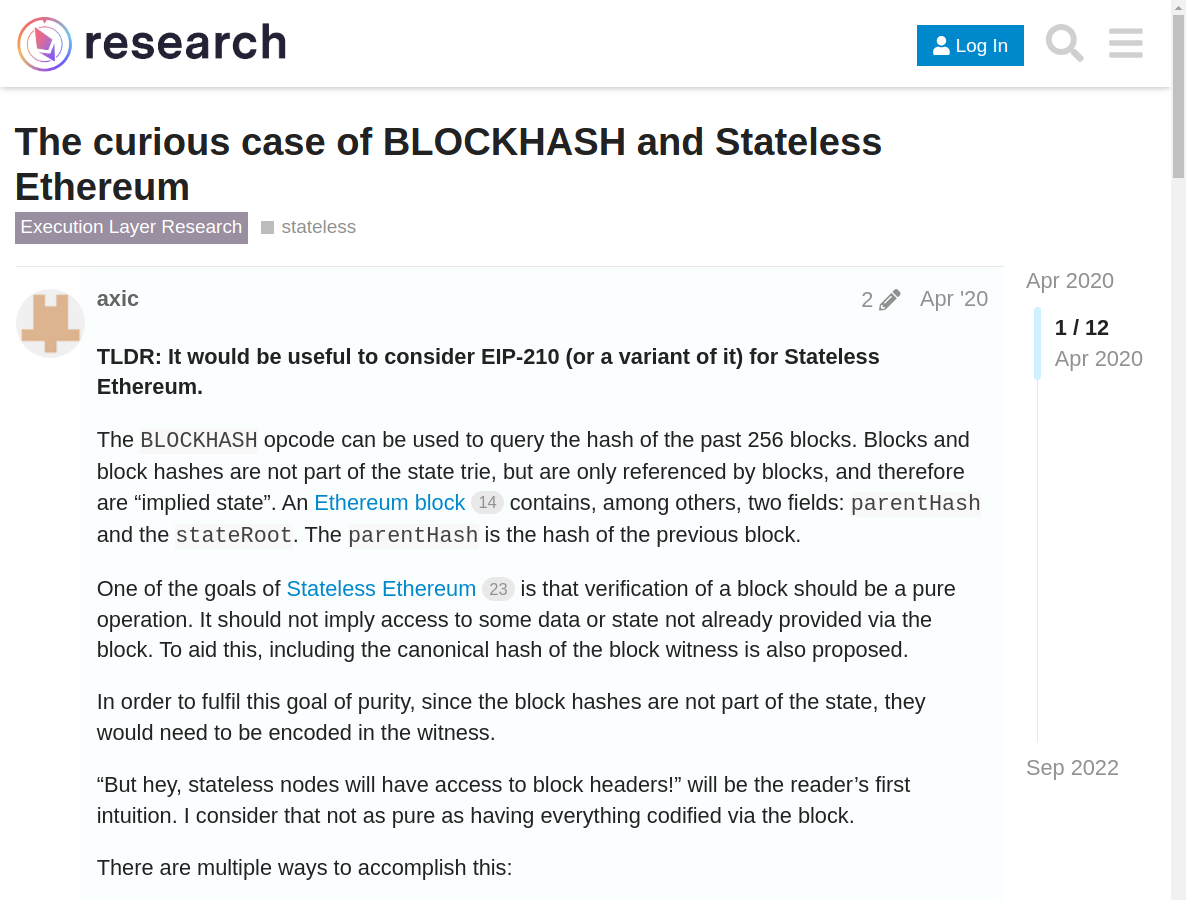 research
Log In
The curious case of BLOCKHASH and Stateless
Ethereum
Execution Layer Research
stateless
axic
2
Apr '20
TLDR: It would be useful to consider EIP-210 (or a variant of it) for Stateless
Ethereum.
The BLOCKHASH opcode can be used to query the hash of the past 256 blocks. Blocks and
block hashes are not part of the state trie, but are only referenced by blocks, and therefore
are “implied state”. An Ethereum block 14 contains, among others, two fields: parentHash
and the stateRoot. The parentHash is the hash of the previous block.
One of the goals of Stateless Ethereum 23 is that verification of a block should be a pure
operation. It should not imply access to some data or state not already provided via the
block. To aid this, including the canonical hash of the block witness is also proposed.
In order to fulfil this goal of purity, since the block hashes are not part of the state, they
would need to be encoded in the witness.
“But hey, stateless nodes will have access to block headers!” will be the reader’s first
intuition. I consider that not as pure as having everything codified via the block.
There are multiple ways to accomplish this:
Apr 2020
1 / 12
Apr 2020
Sep 2022